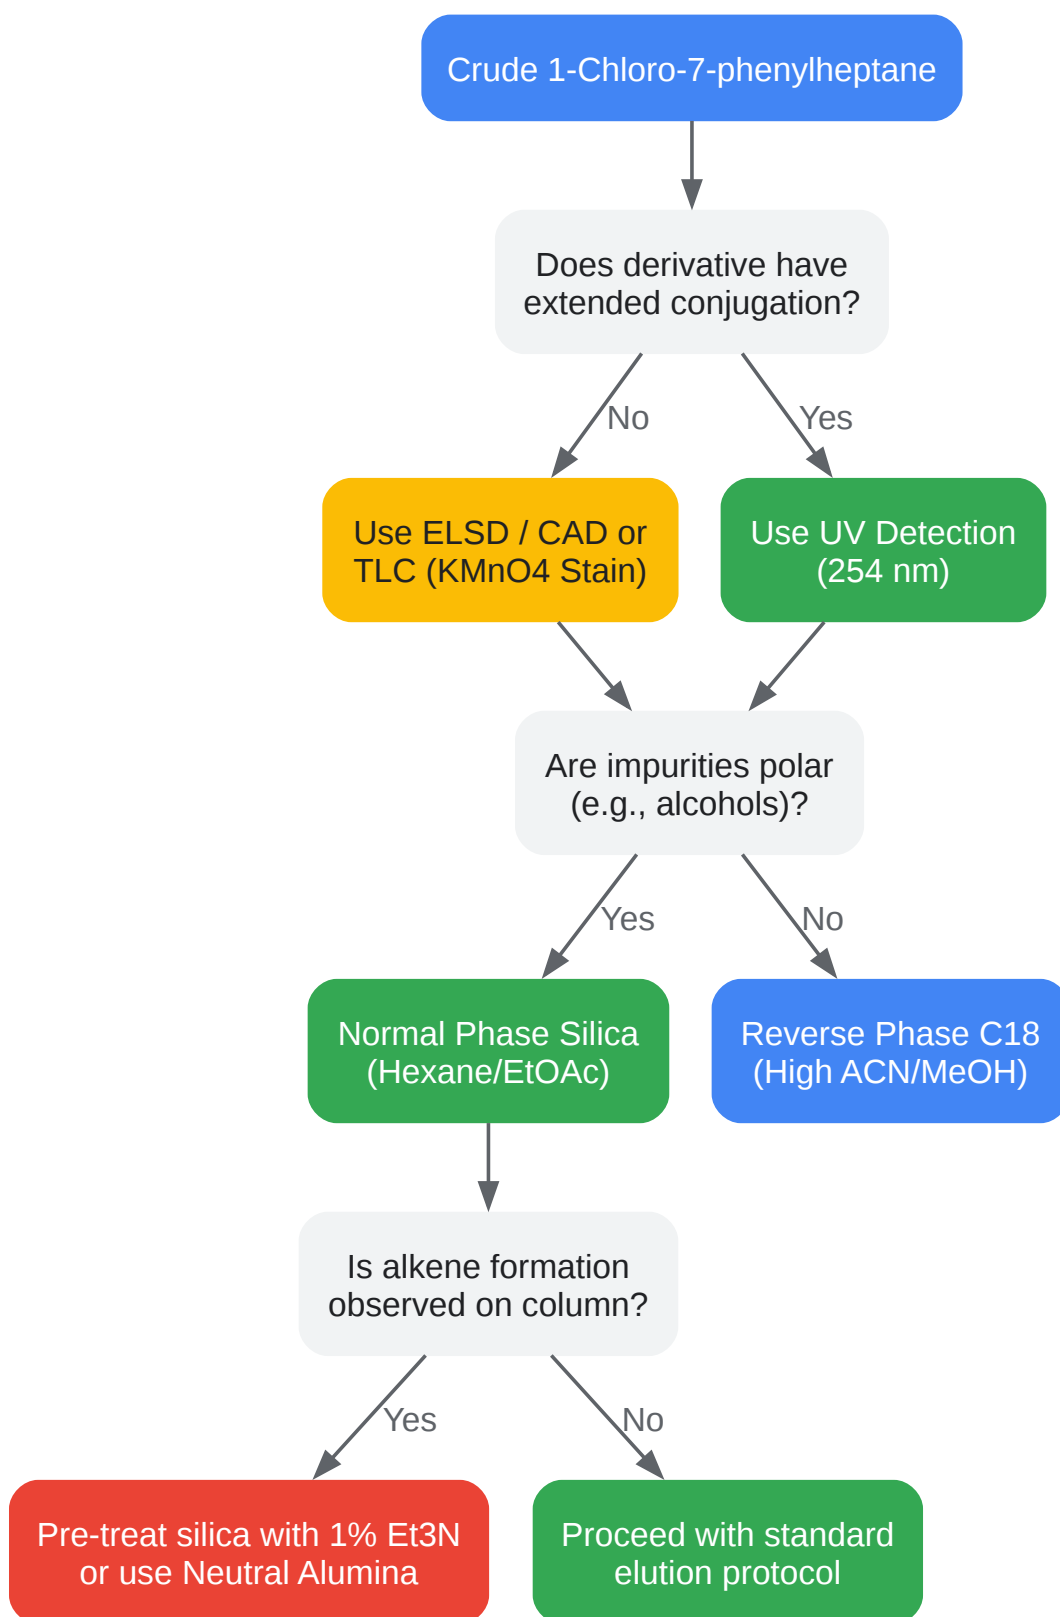 Crude 1-Chloro-7-phenylheptane
Does derivative have
extended conjugation?
No
Yes
Use ELSD / CAD or
TLC (KMnO4 Stain)
Use UV Detection
(254 nm)
Are impurities polar
(e.g., alcohols)?
Yes
No
Normal Phase Silica
(Hexane/EtOAc)
Reverse Phase C18
(High ACN/MeOH)
Is alkene formation
observed on column?
Yes
No
Pre-treat silica with 1% Et3N
or use Neutral Alumina
Proceed with standard
elution protocol